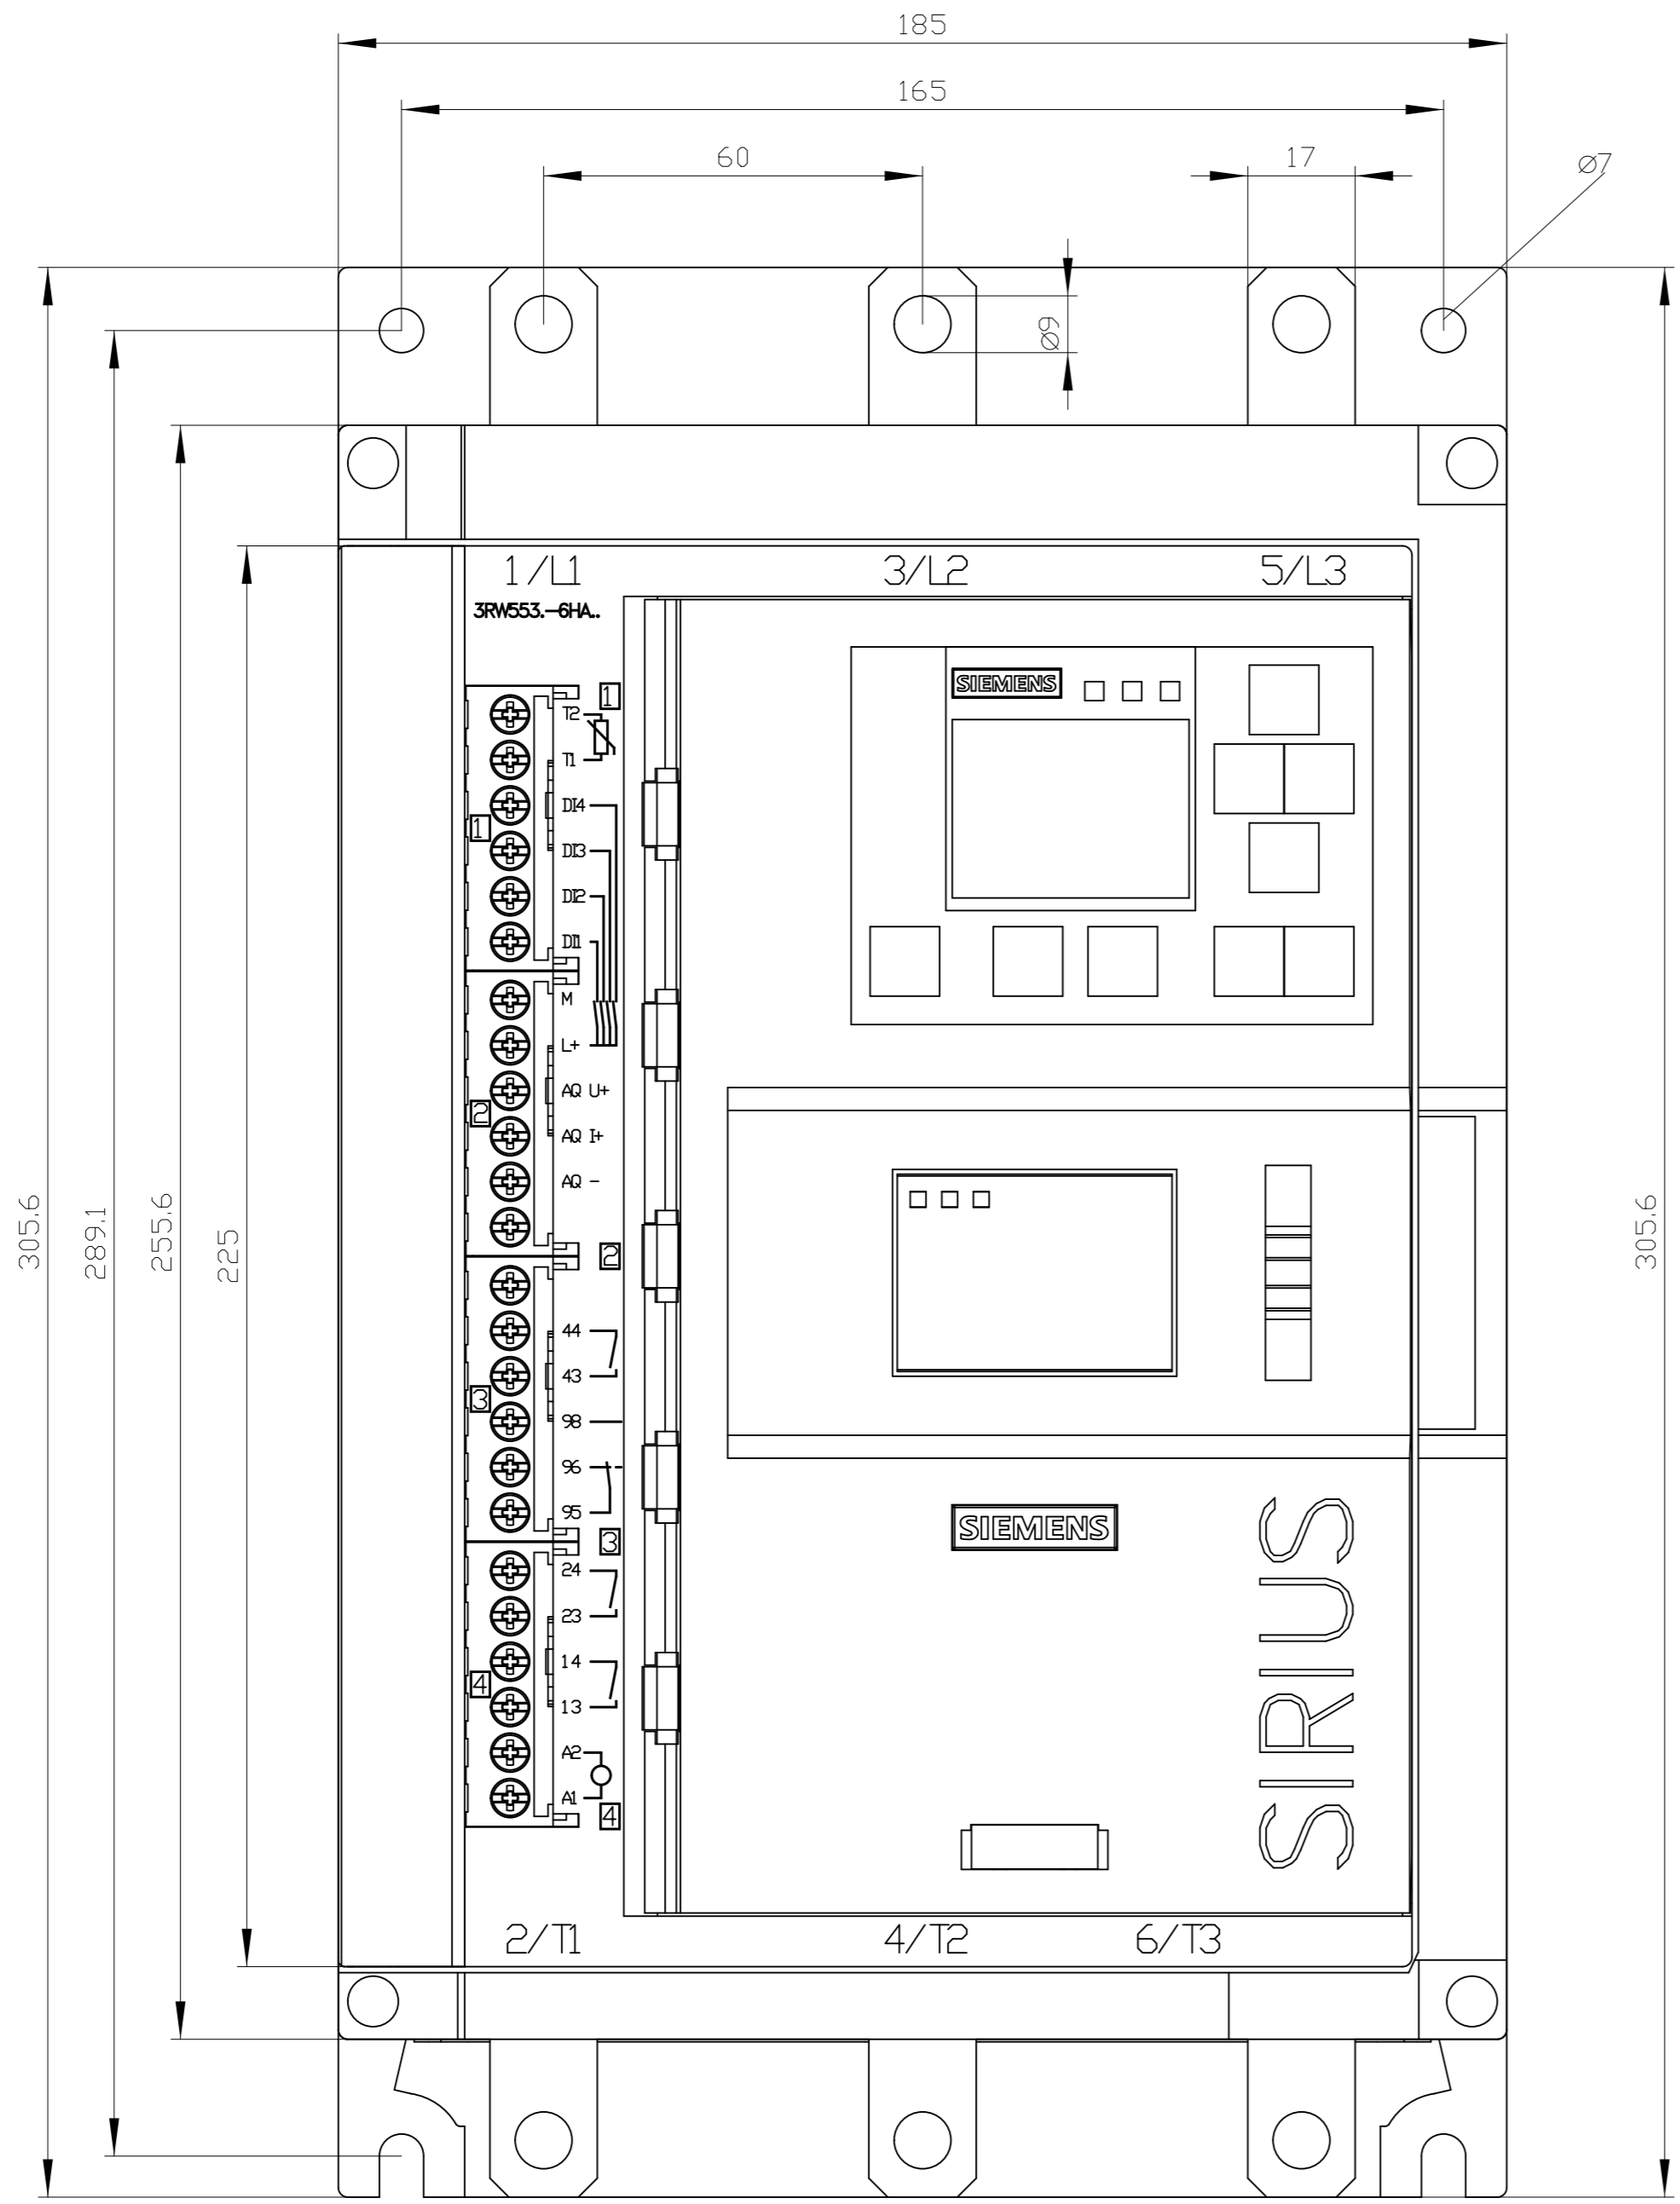 185
165
60
17
Ø7
Ø9
305.6
289.1
255.6
225
305.6
1/L1
3/L2
5/L3
3RW553.-6HA..
SIEMENS
1
T2
T1
DI4
1
DI3
DI2
DI1
M
L+
AQ U+
2
AQ I+
AQ -
2
44
43
3
98
96
95
SIEMENS
3
24
23
14
4
13
A2
A1
4
SIRIUS
2/T1
4/T2
6/T3